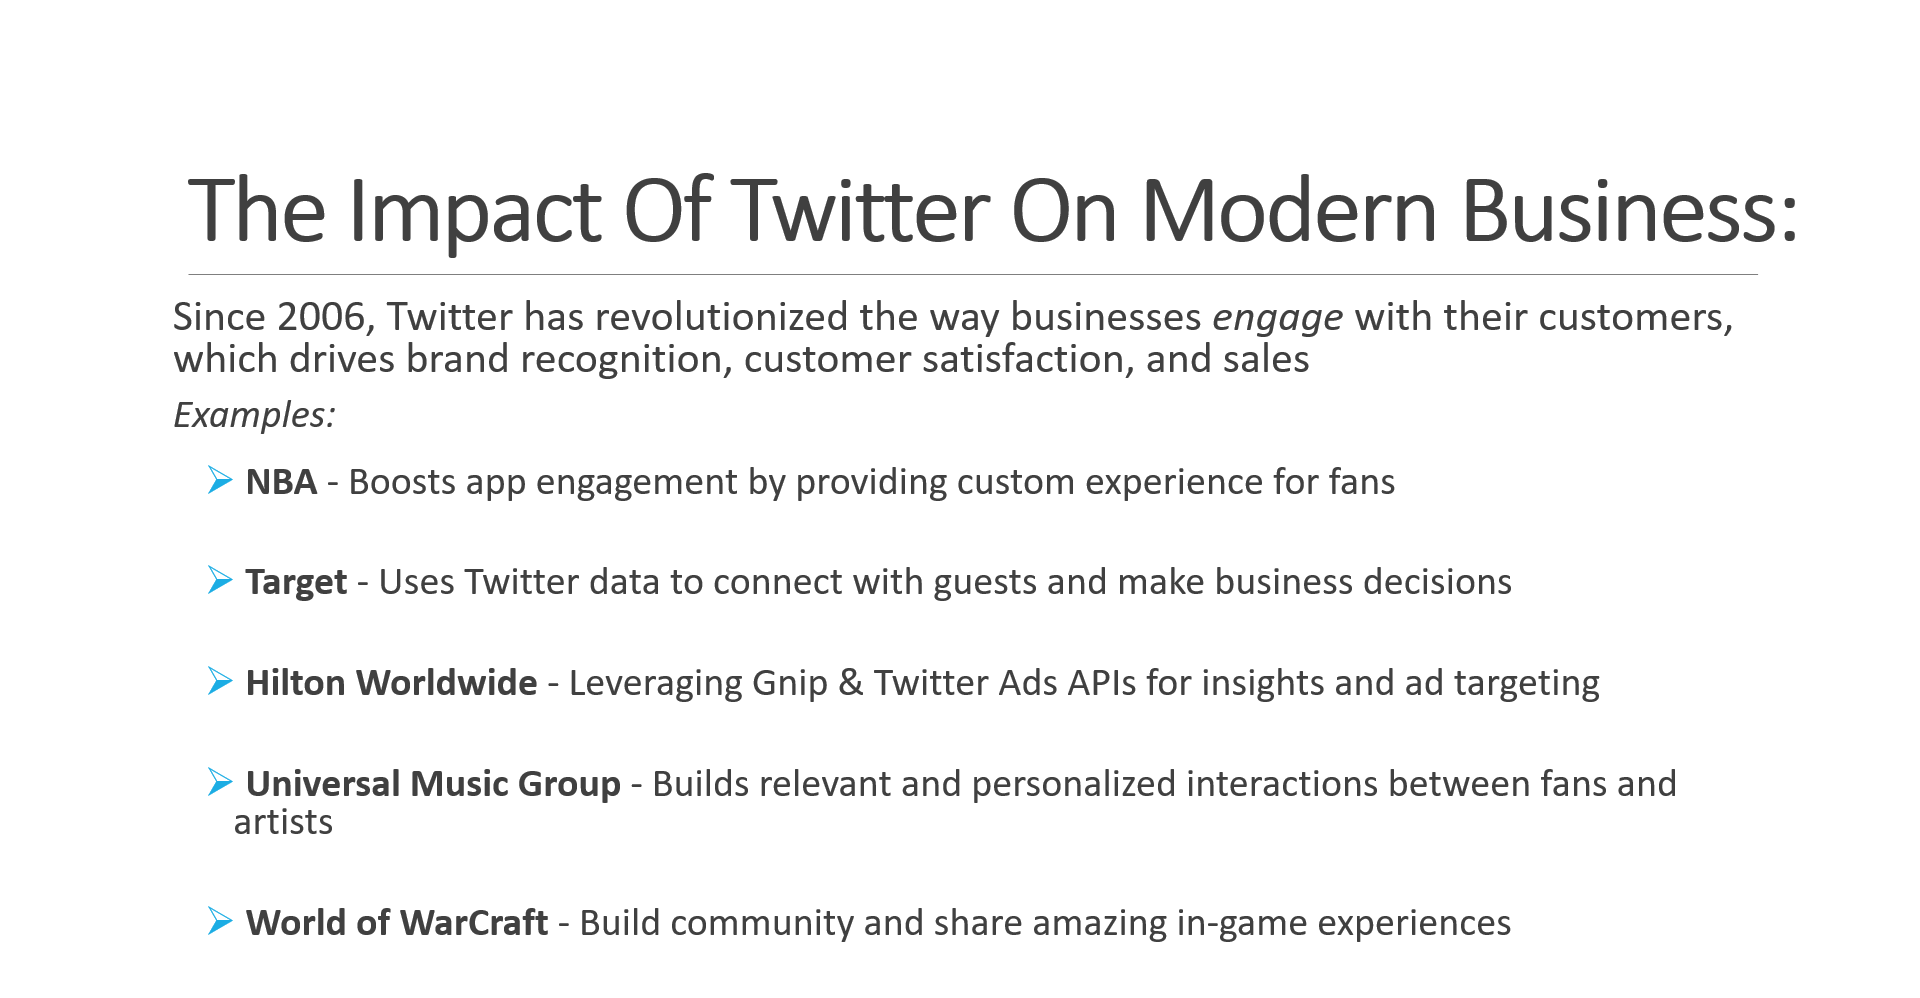 The Impact Of Twitter On Modern Business:
Since 2006, Twitter has revolutionized the way businesses engage with their customers,
which drives brand recognition, customer satisfaction, and sales
Examples:
NBA - Boosts app engagement by providing custom experience for fans
Target - Uses Twitter data to connect with guests and make business decisions
Hilton Worldwide - Leveraging Gnip & Twitter Ads APIs for insights and ad targeting
Universal Music Group - Builds relevant and personalized interactions between fans and
artists
World of WarCraft - Build community and share amazing in-game experiences